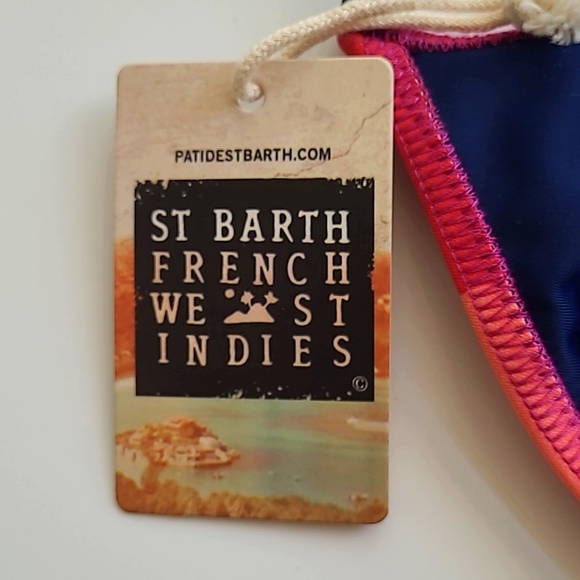 PATIDESTBARTH.COM
ST BARTH
FRENCH
WE ST
INDIES
©